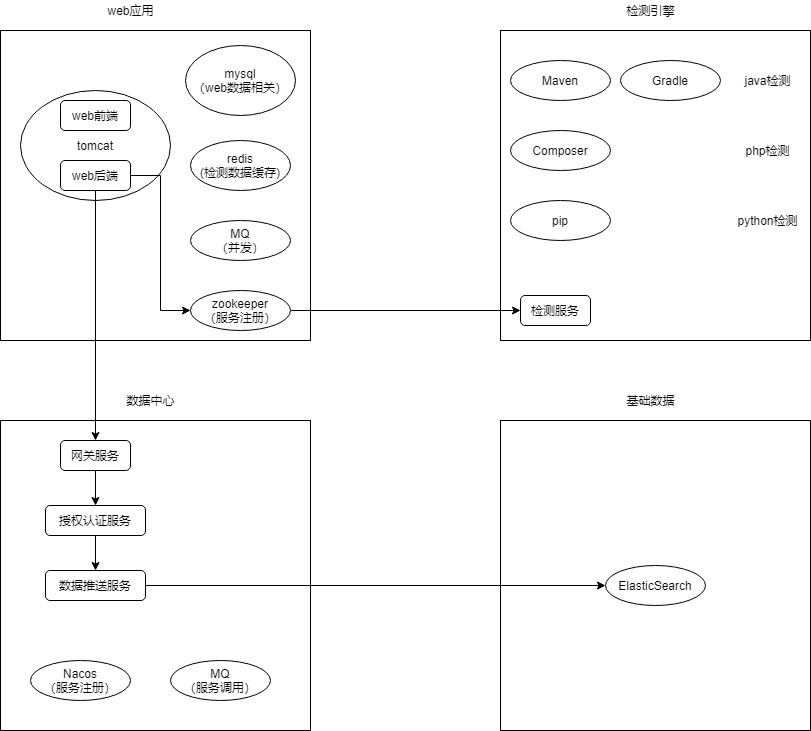 web应用
mysql
（web数据相关）
web前端
tomcat
web后端
redis
(检测数据缓存)
MQ
（并发）
zookeeper
（服务注册）
检测引擎
Maven
Gradle
java检测
Composer
php检测
pip
python检测
检测服务
数据中心
网关服务
授权认证服务
数据推送服务
Nacos
（服务注册）
MQ
（服务调用）
基础数据
ElasticSearch